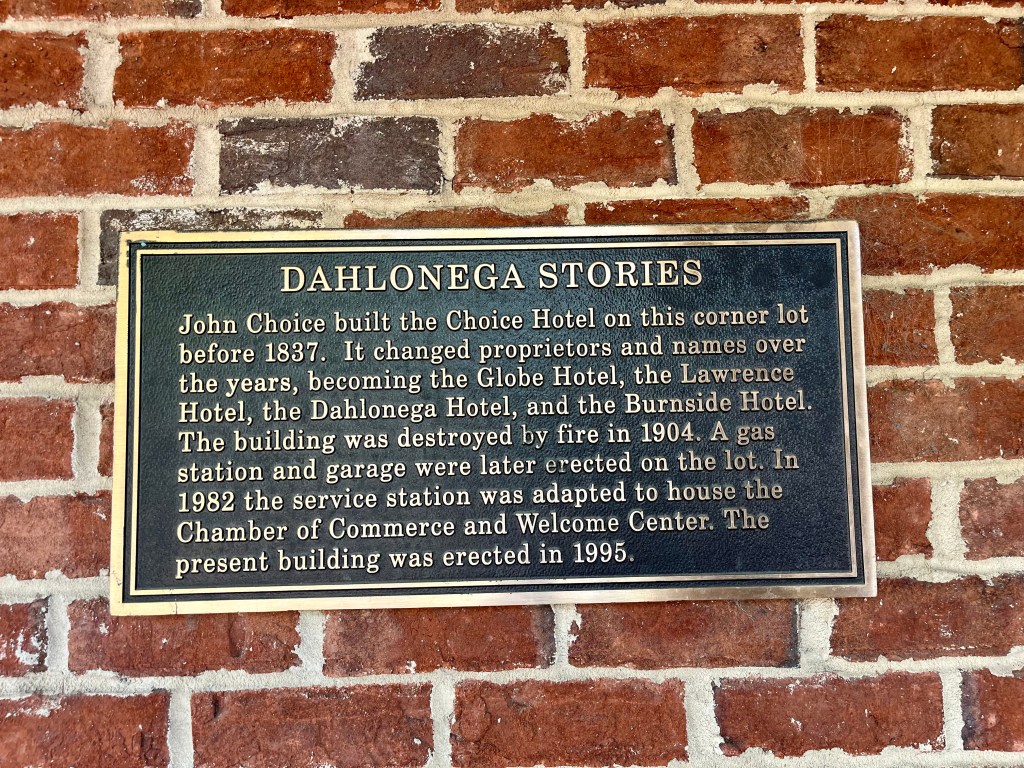 DAHLONEGA STORIES
John Choice built the Choice Hotel on this corner lot
before 1837. It changed proprietors and names over
the years, becoming the Globe Hotel, the Lawrence
Hotel, the Dahlonega Hotel, and the Burnside Hotel.
The building was destroyed by fire in 1904. A gas
station and garage were later erected on the lot. In
1982 the service station was adapted to house the
Chamber of Commerce and Welcome Center. The
present building was erected in 1995.